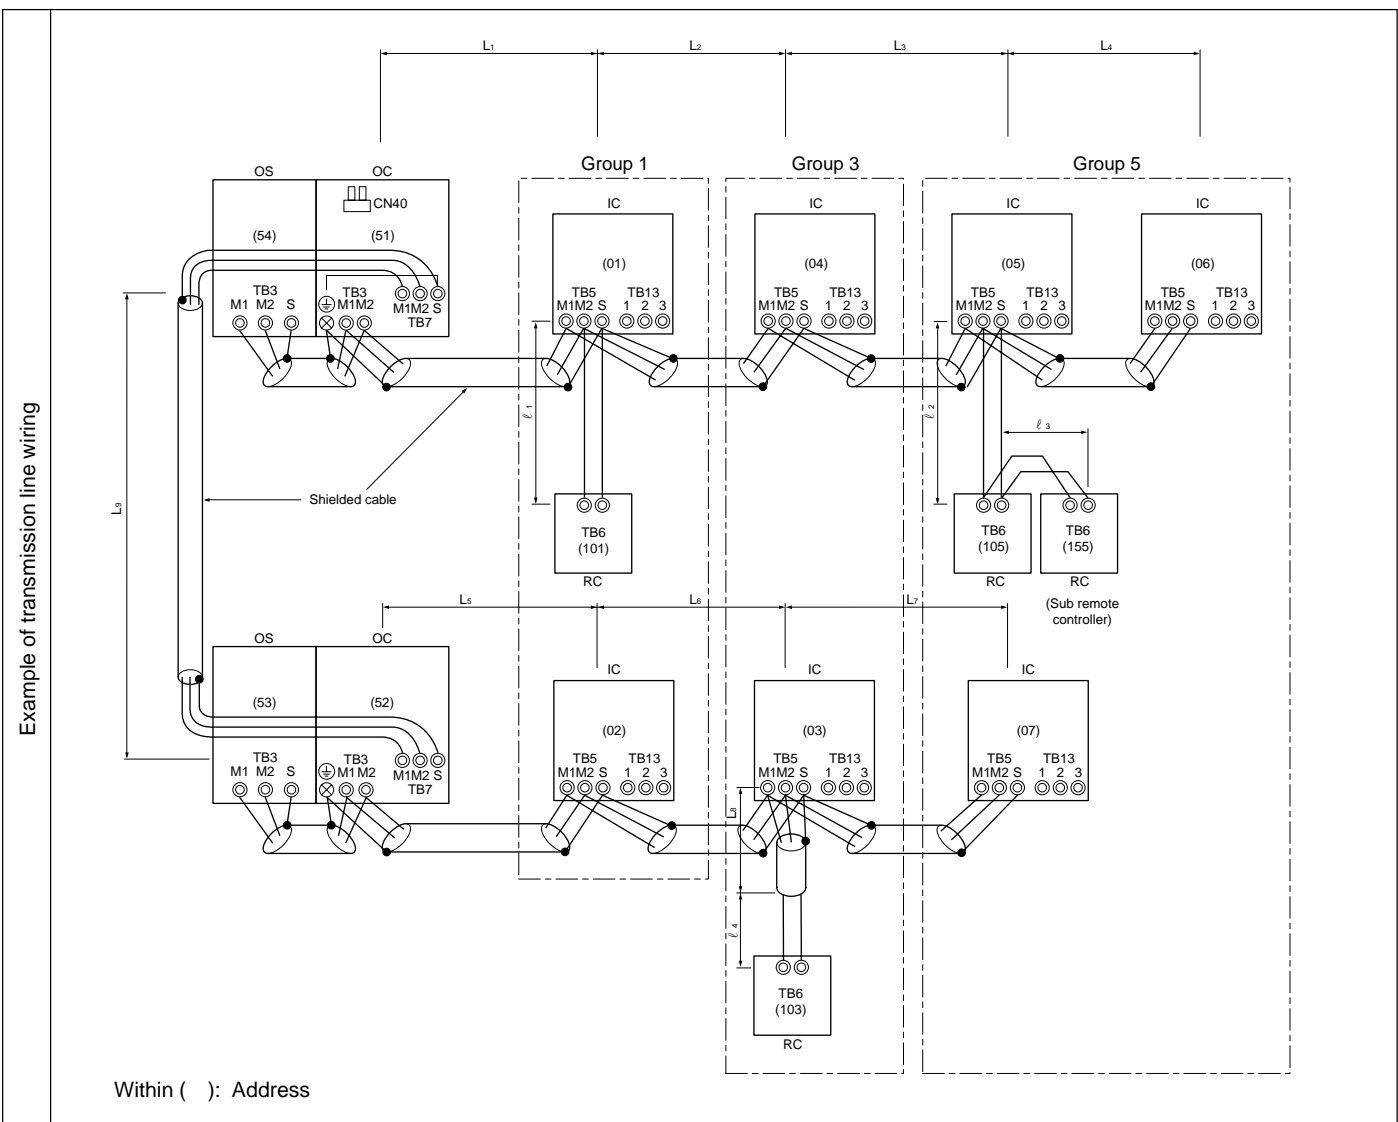 Example of transmission line wiring
L1 L2 L3 L4
Group 1 Group 3 Group 5
OS OC IC IC IC IC
CN40
(54) (51) (01) (04) (05) (06)
TB3 TB3 TB5 TB13 TB5 TB13 TB5 TB13 TB5 TB13
M1 M2 S M1M2 M1M2 S M1M2 S 1 2 3 M1M2 S 1 2 3 M1M2 S 1 2 3 M1M2 S 1 2 3
TB7
ℓ 1 ℓ 2 ℓ 3
L9
Shielded cable
TB6 TB6 TB6
(101) (105) (155)
RC RC RC
(Sub remote
controller)
L5 L6 L7
OS OC IC IC IC
(53) (52) (02) (03) (07)
TB3 TB3 TB5 TB13 TB5 TB13 TB5 TB13
M1 M2 S M1 M2 M1M2 S M1M2 S 1 2 3 M1M2 S 1 2 3 M1M2 S 1 2 3
TB7
L8
ℓ 4
TB6
(103)
RC
Within ( ): Address